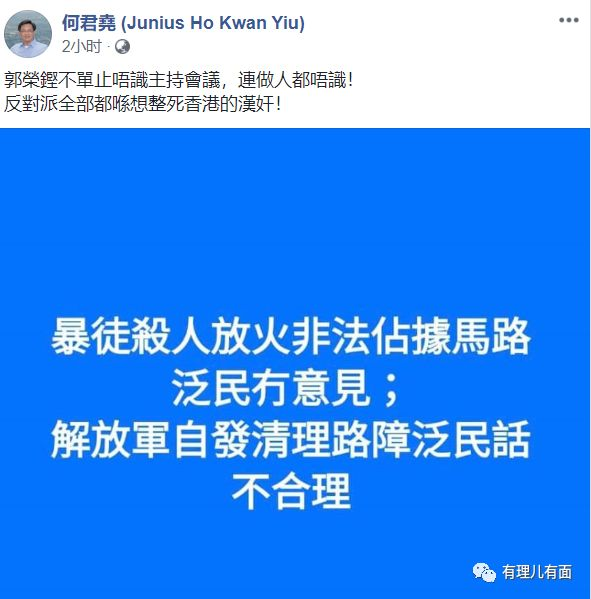 何君堯 (Junius Ho Kwan Yiu)
2小时
郭榮鏗不單止唔識主持會議，連做人都唔識！
反對派全部都喺想整死香港的漢奸！
暴徒殺人放火非法佔據馬路
泛民冇意見；
解放軍自發清理路障泛民話
不合理
有理儿有面